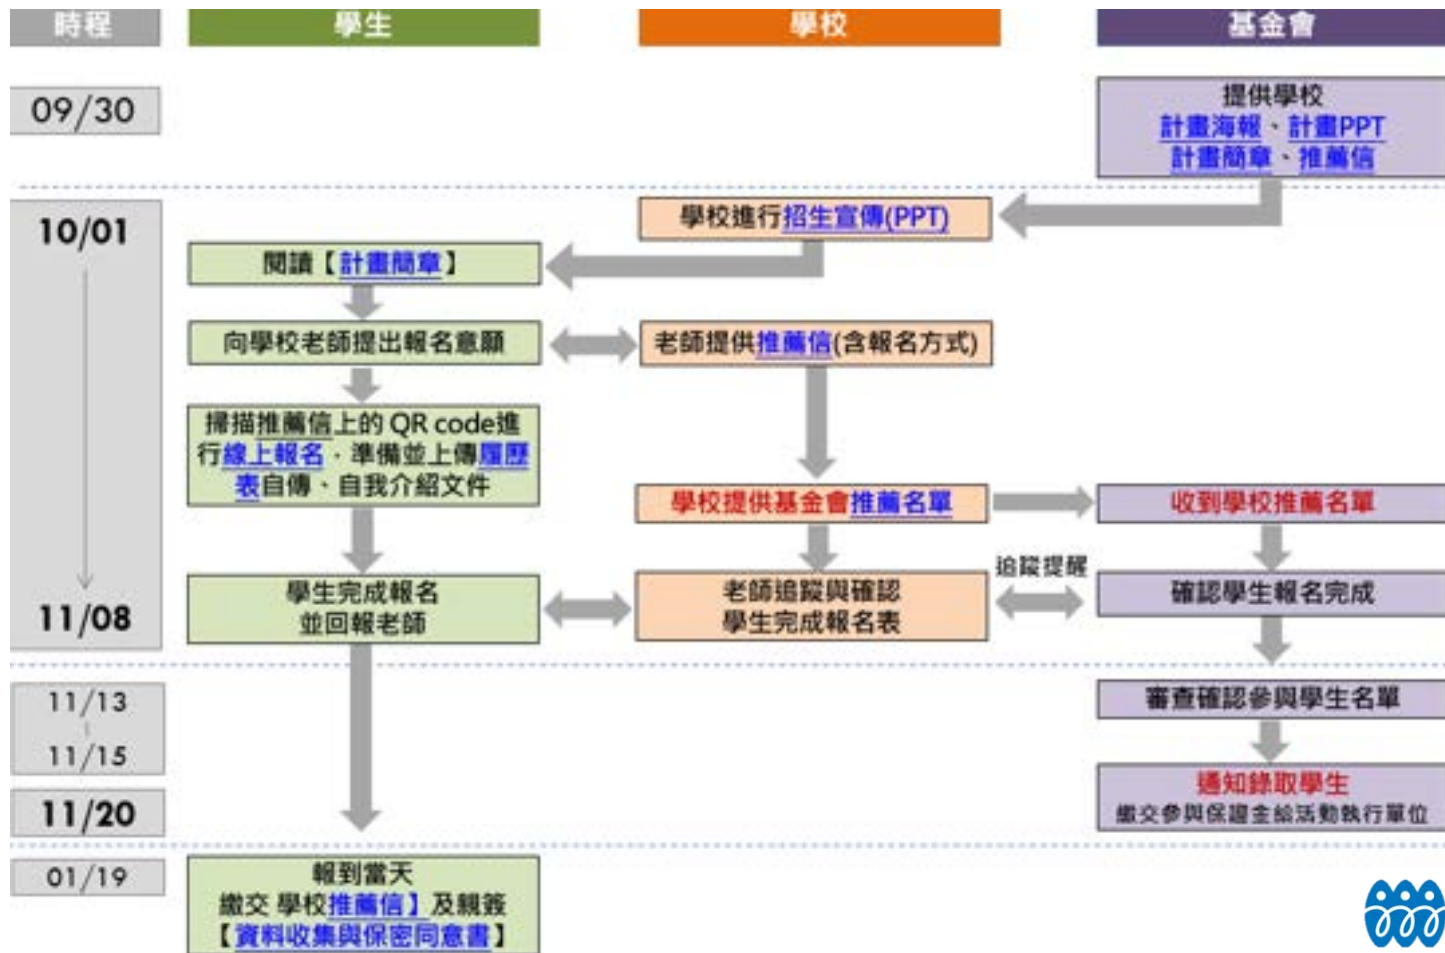 時程
學生
學校
基金會
09/30
提供學校
計畫海報、計畫PPT
計畫簡章、推薦信
10/01
學校進行招生宣傳(PPT)
閱讀【計畫簡章】
向學校老師提出報名意願
老師提供推薦信(含報名方式)
掃描推薦信上的 QR code進
行線上報名，準備並上傳履歷
表自傳、自我介紹文件
學校提供基金會推薦名單
收到學校推薦名單
追蹤提醒
學生完成報名
並回報老師
老師追蹤與確認
學生完成報名表
確認學生報名完成
11/08
11/13
11/15
審查確認參與學生名單
11/20
通知錄取學生
繳交參與保證金給活動執行單位
01/19
報到當天
繳交 學校推薦信】及親簽
【資料收集與保密同意書】